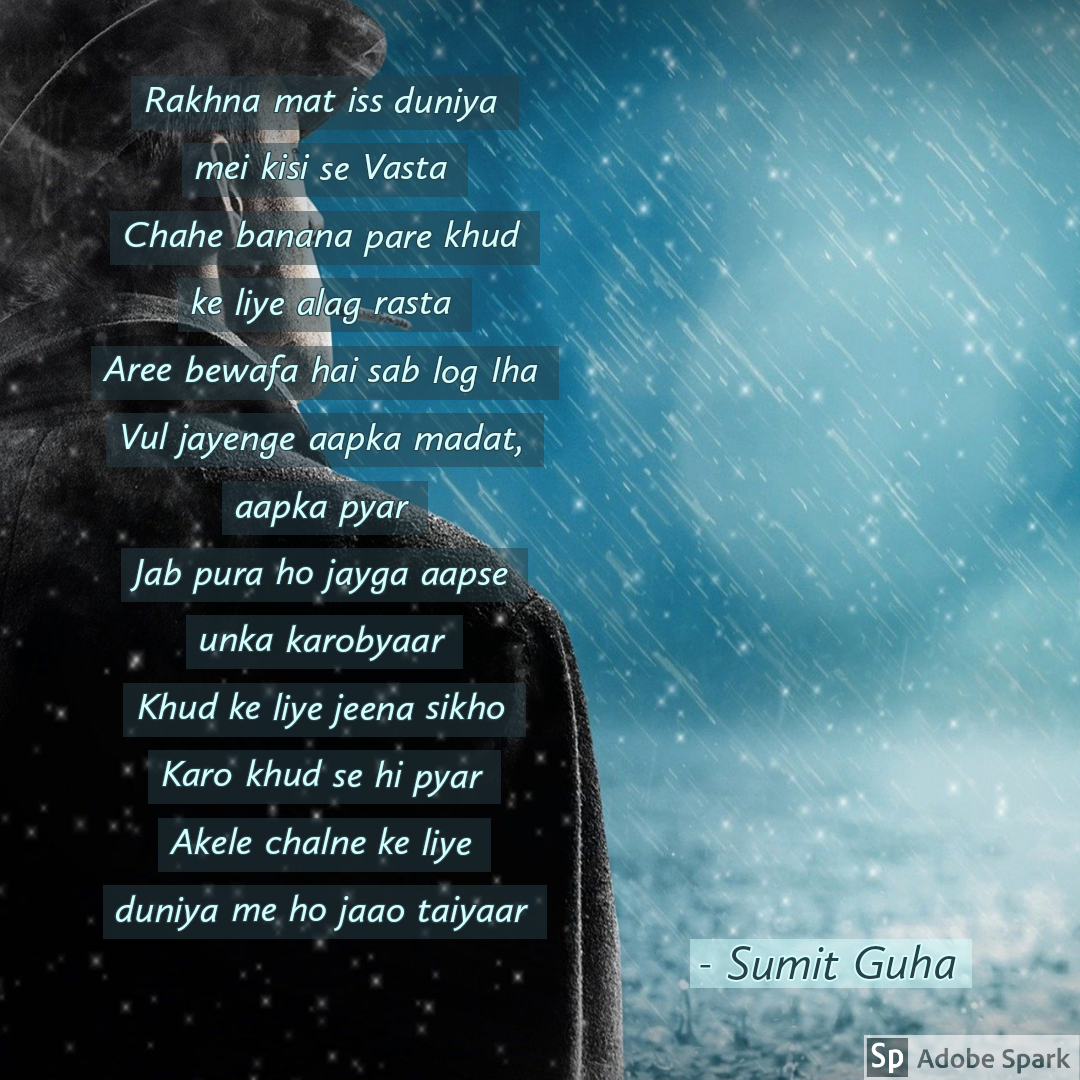 Rakhna mat iss duniya
mei kisi se Vasta
Chahe banana pare khud
ke liye alag rasta
Aree bewafa hai sab log Iha
Vul jayenge aapka madat,
aapka pyar
Jab pura ho jayga aapse
unka karobyaar
Khud ke liye jeena sikho
Karo khud se hi pyar
Akele chalne ke liye
duniya me ho jaao taiyaar
- Sumit Guha
Sp Adobe Spark